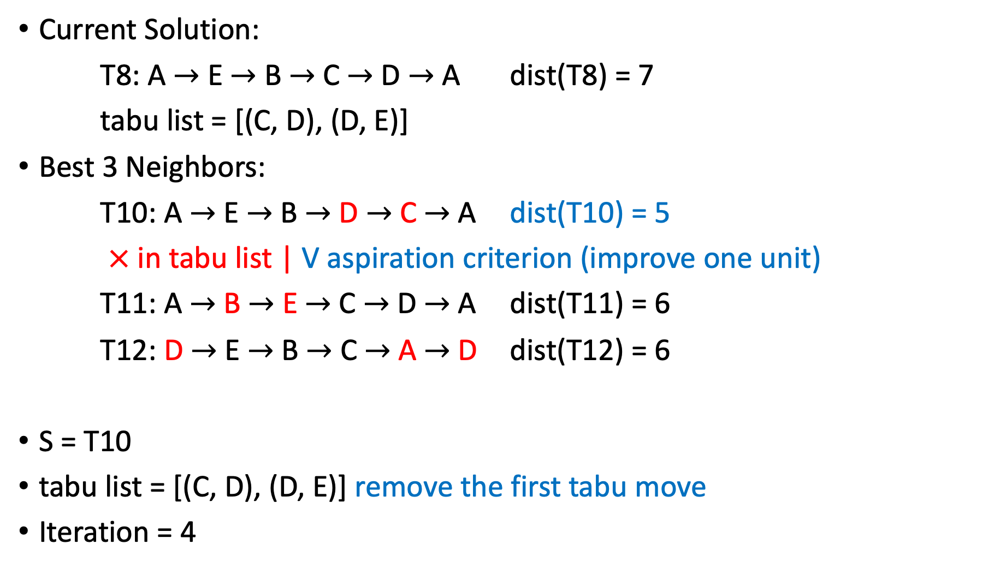 • Current Solution:
T8: A → E → B → C → D → A dist(T8) = 7
tabu list = [(C, D), (D, E)]
• Best 3 Neighbors:
T10: A → E → B → D → C → A dist(T10) = 5
× in tabu list | V aspiration criterion (improve one unit)
T11: A → B → E → C → D → A dist(T11) = 6
T12: D → E → B → C → A → D dist(T12) = 6
• S = T10
• tabu list = [(C, D), (D, E)] remove the first tabu move
• Iteration = 4